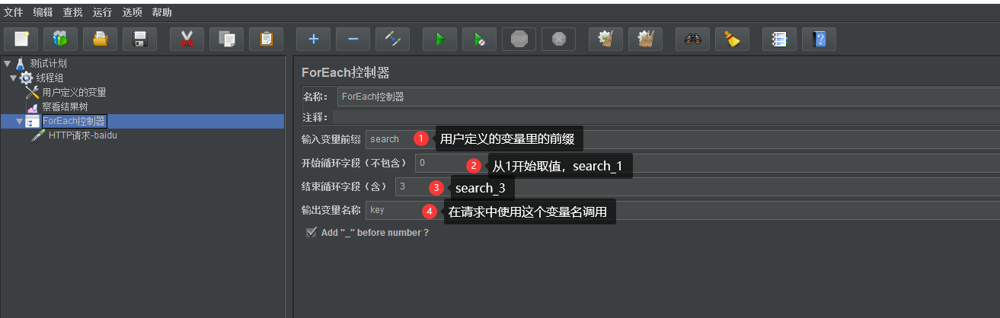 文件 编辑 查找 运行 选项 帮助
STOP
测试计划
线程组
用户定义的变量
察看结果树
ForEach控制器
HTTP请求-baidu
ForEach控制器
名称： ForEach控制器
注释：
输入变量前缀 search 1 用户定义的变量里的前缀
开始循环字段（不包含） 0 2 从1开始取值，search_1
结束循环字段（含） 3 3 search_3
输出变量名称 key 4 在请求中使用这个变量名调用
Add "_" before number ?